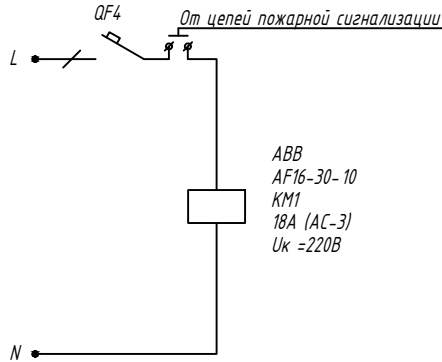 QF4
От цепей пожарной сигнализации
L
ABB
AF16-30-10
KM1
18A (AC-3)
Uк =220В
N